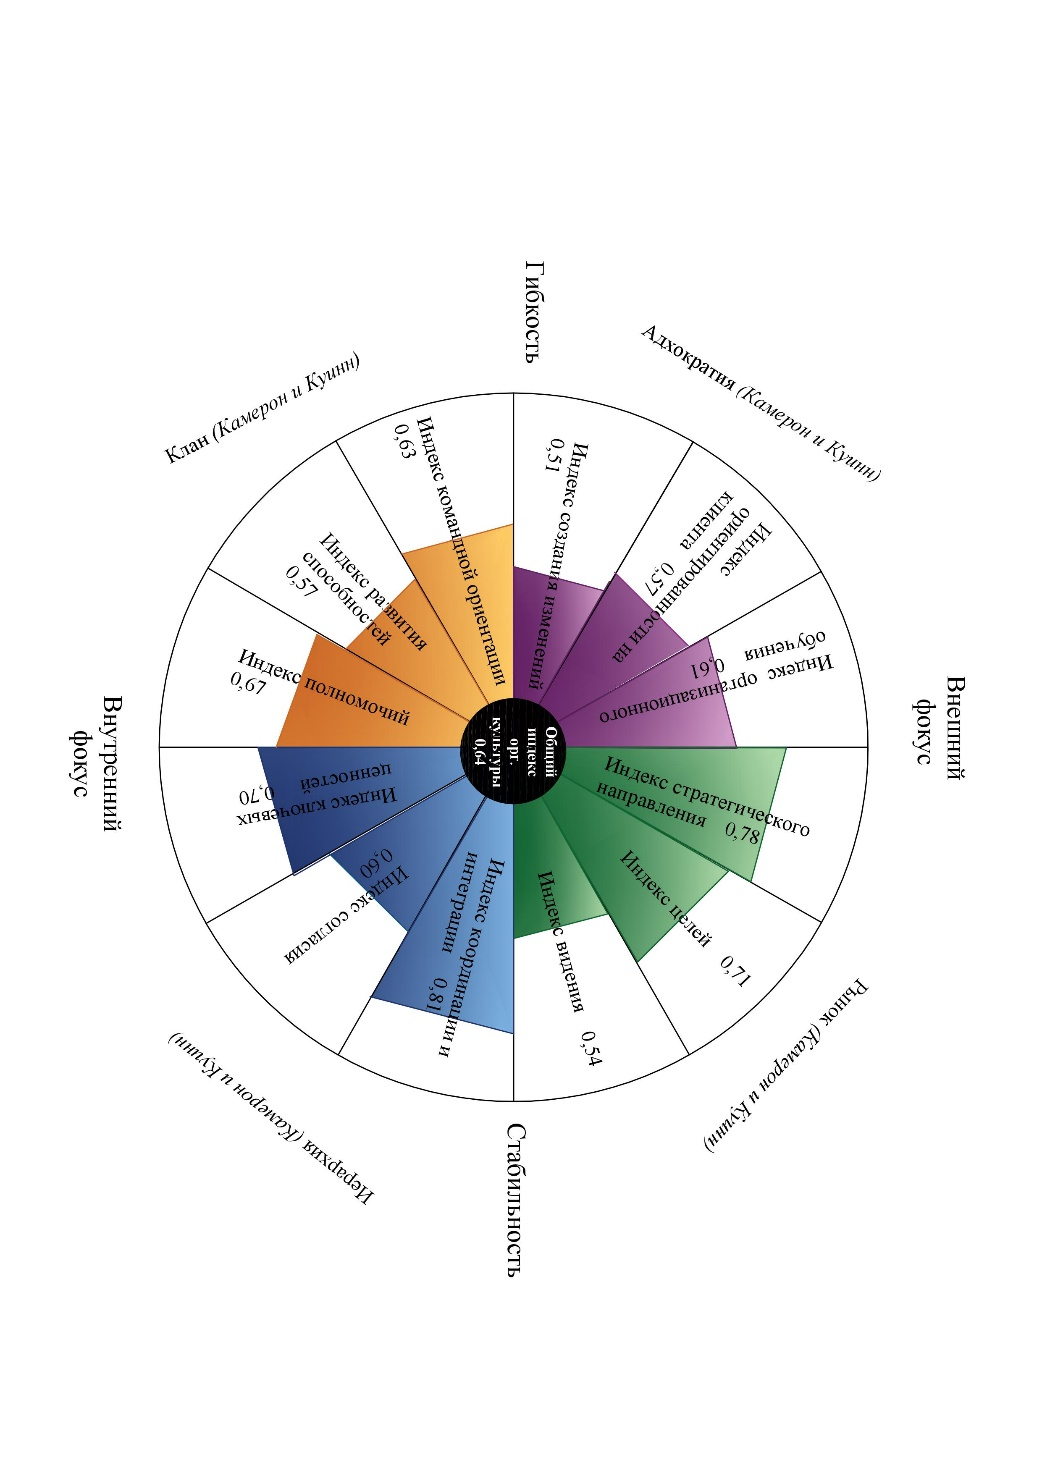 Гибкость
Адхократия (Камерон и Куинн)
Клан (Камерон и Куинн)
Внешний
фокус
Внутренний
фокус
Рынок (Камерон и Куинн)
Иерархия (Камерон и Куинн)
Стабильность
Индекс создания изменений
0,51
Индекс
ориентированности на
клиента 0,57
Индекс организационного
обучения 0,61
Индекс стратегического
направления 0,78
Индекс целей 0,71
Индекс видения 0,54
Индекс координации и
интеграции 0,81
Индекс согласия
0,60
Индекс ключевых
ценностей 0,70
Индекс полномочий
0,67
Индекс развития
способностей
0,57
Индекс командной ориентации
0,63
Общий
индекс
орг.
культуры
0,64